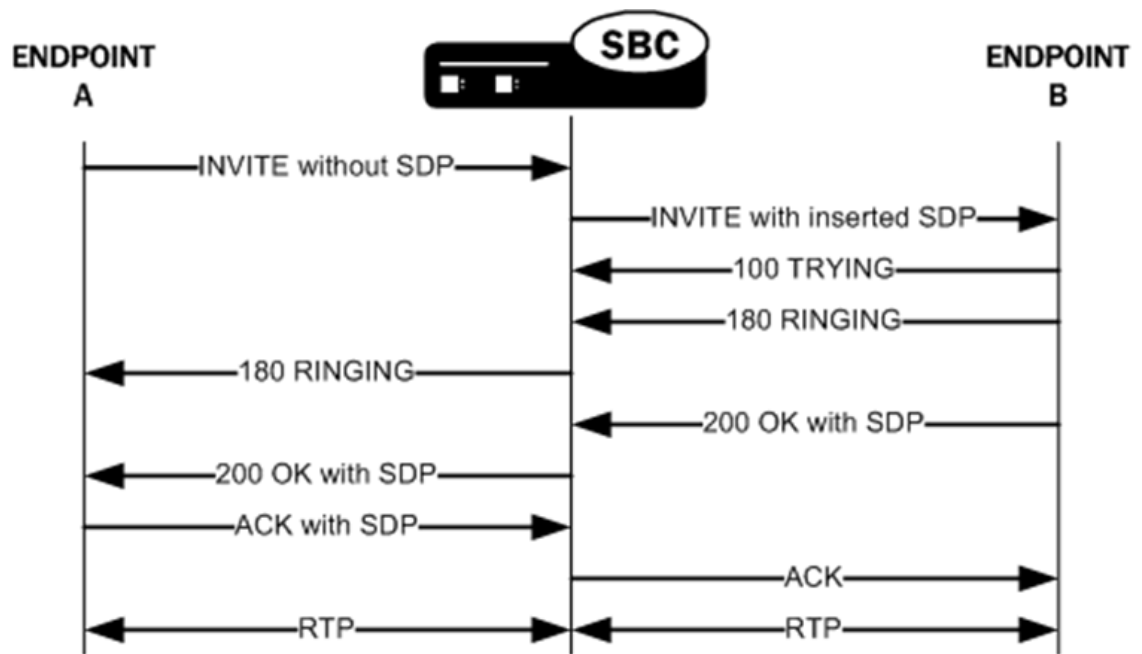 SBC
ENDPOINT
A
ENDPOINT
B
INVITE without SDP
INVITE with inserted SDP
100 TRYING
180 RINGING
180 RINGING
200 OK with SDP
200 OK with SDP
ACK with SDP
ACK
RTP
RTP